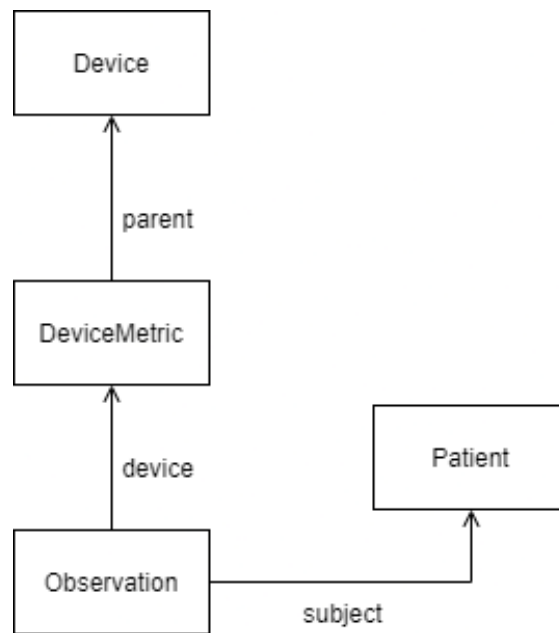 Device
parent
DeviceMetric
device
Patient
Observation
subject